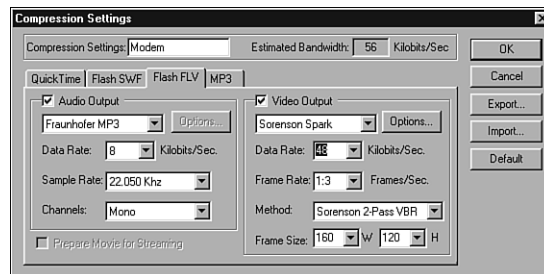 Compression Settings
Compression Settings: Modem Estimated Bandwidth: 56 Kilobits/Sec
OK
Cancel
Export...
Import...
Default
QuickTime Flash SWF Flash FLV MP3
Audio Output
Fraunhofer MP3 Options...
Data Rate: 8 Kilobits/Sec.
Sample Rate: 22.050 Khz
Channels: Mono
Prepare Movie for Streaming
Video Output
Sorenson Spark Options...
Data Rate: 48 Kilobits/Sec.
Frame Rate: 1:3 Frames/Sec.
Method: Sorenson 2-Pass VBR
Frame Size: 160 W 120 H